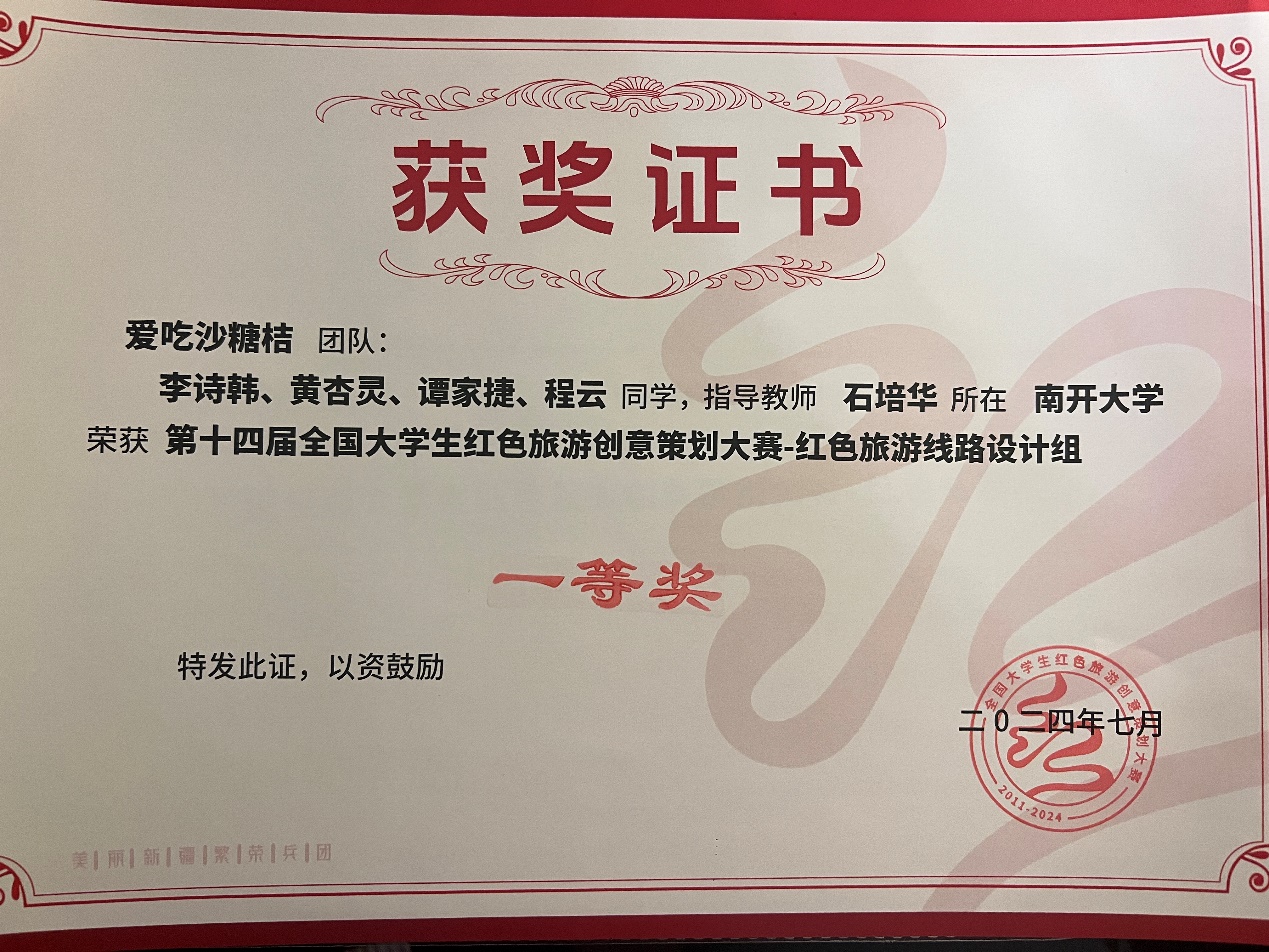 获奖证书
爱吃沙糖桔 团队：
李诗韩、黄杏灵、谭家捷、程云 同学，指导教师 石培华 所在 南开大学
荣获 第十四届全国大学生红色旅游创意策划大赛-红色旅游线路设计组
一等奖
特发此证，以资鼓励
全国大学生红色旅游创意策划大赛
二0二四年七月
2011-2024
美|丽|新|疆|繁|荣|兵|团